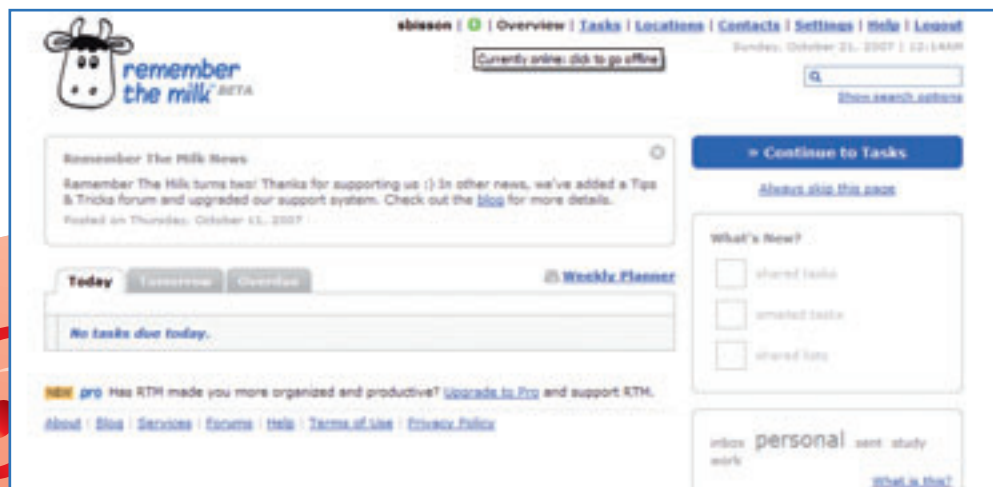 sbisson | Overview | Tasks | Locations | Contacts | Settings | Help | Logout
Currently online: click to go offline
Sunday, October 21, 2007 | 12:14AM
remember
the milk BETA
Show search options
Remember The Milk News
Remember The Milk turns two! Thanks for supporting us :) In other news, we've added a Tips
& Tricks forum and upgraded our support system. Check out the blog for more details.
Posted on Thursday, October 11, 2007
» Continue to Tasks
Always skip this page
What's New?
shared tasks
emailed tasks
shared lists
Today Tomorrow Overdue
Weekly Planner
No tasks due today.
NEW pro Has RTM made you more organized and productive? Upgrade to Pro and support RTM.
About | Blog | Services | Forums | Help | Terms of Use | Privacy Policy
inbox personal sent study
work
What is this?